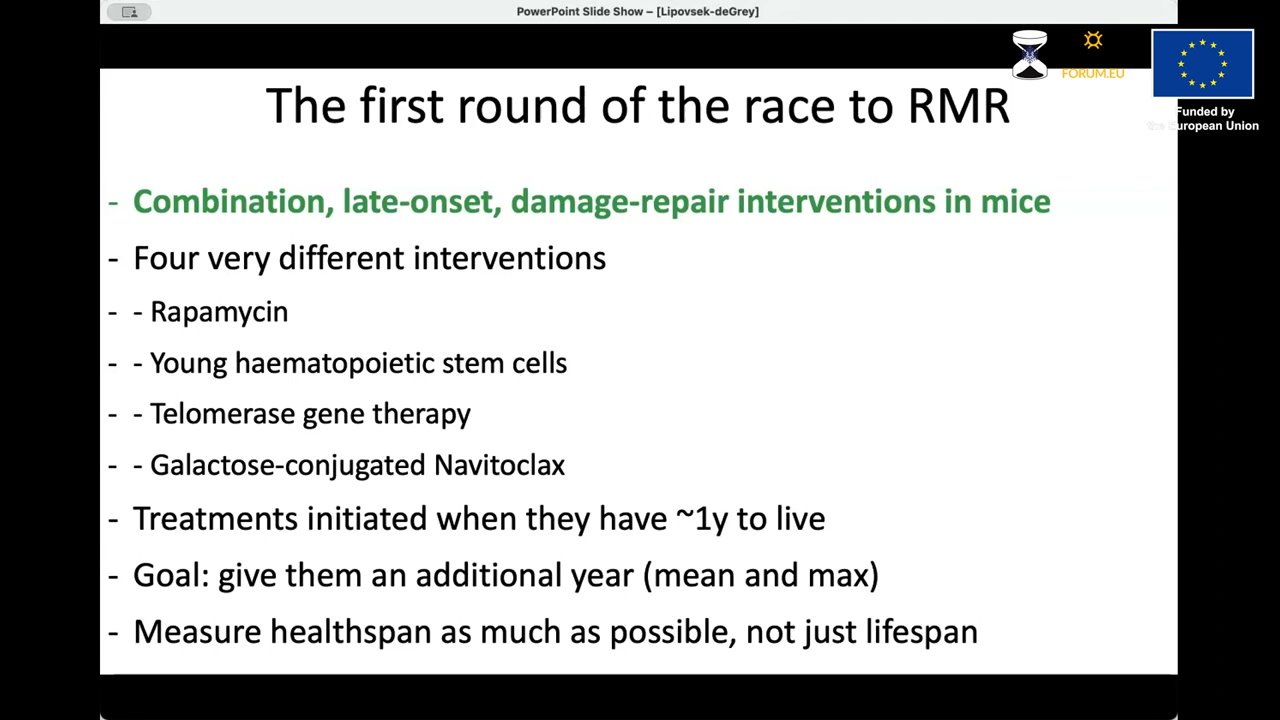 PowerPoint Slide Show – [Lipovsek-deGrey]
FORUM.EU
Funded by
the European Union
The first round of the race to RMR
- Combination, late-onset, damage-repair interventions in mice
- Four very different interventions
- - Rapamycin
- - Young haematopoietic stem cells
- - Telomerase gene therapy
- - Galactose-conjugated Navitoclax
- Treatments initiated when they have ~1y to live
- Goal: give them an additional year (mean and max)
- Measure healthspan as much as possible, not just lifespan